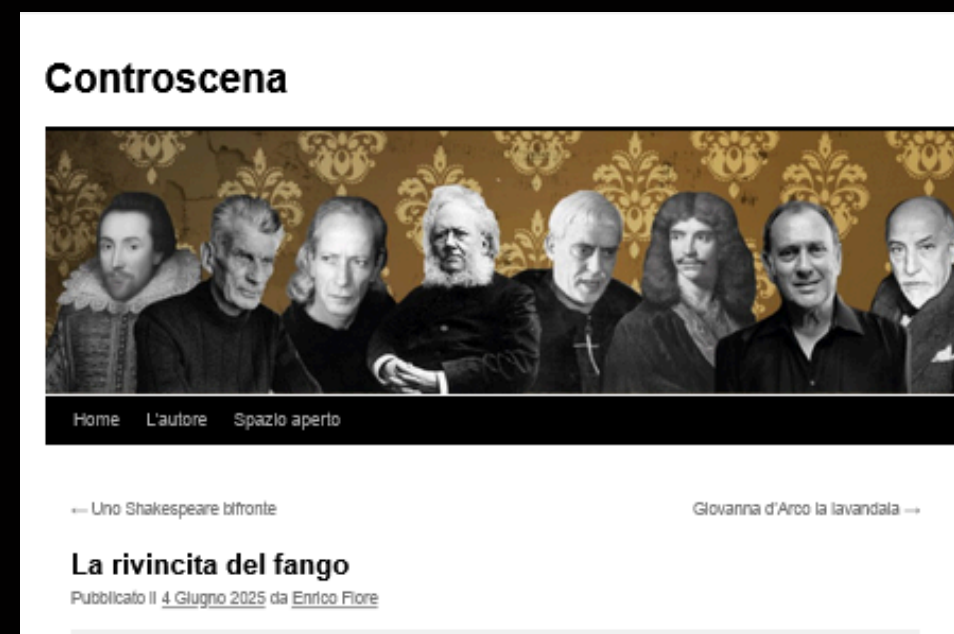 Controscena
Home L'autore Spazio aperto
← Uno Shakespeare bifronte Giovanna d'Arco la lavandaia →
La rivincita del fango
Pubblicato il 4 Giugno 2025 da Enrico Fiore